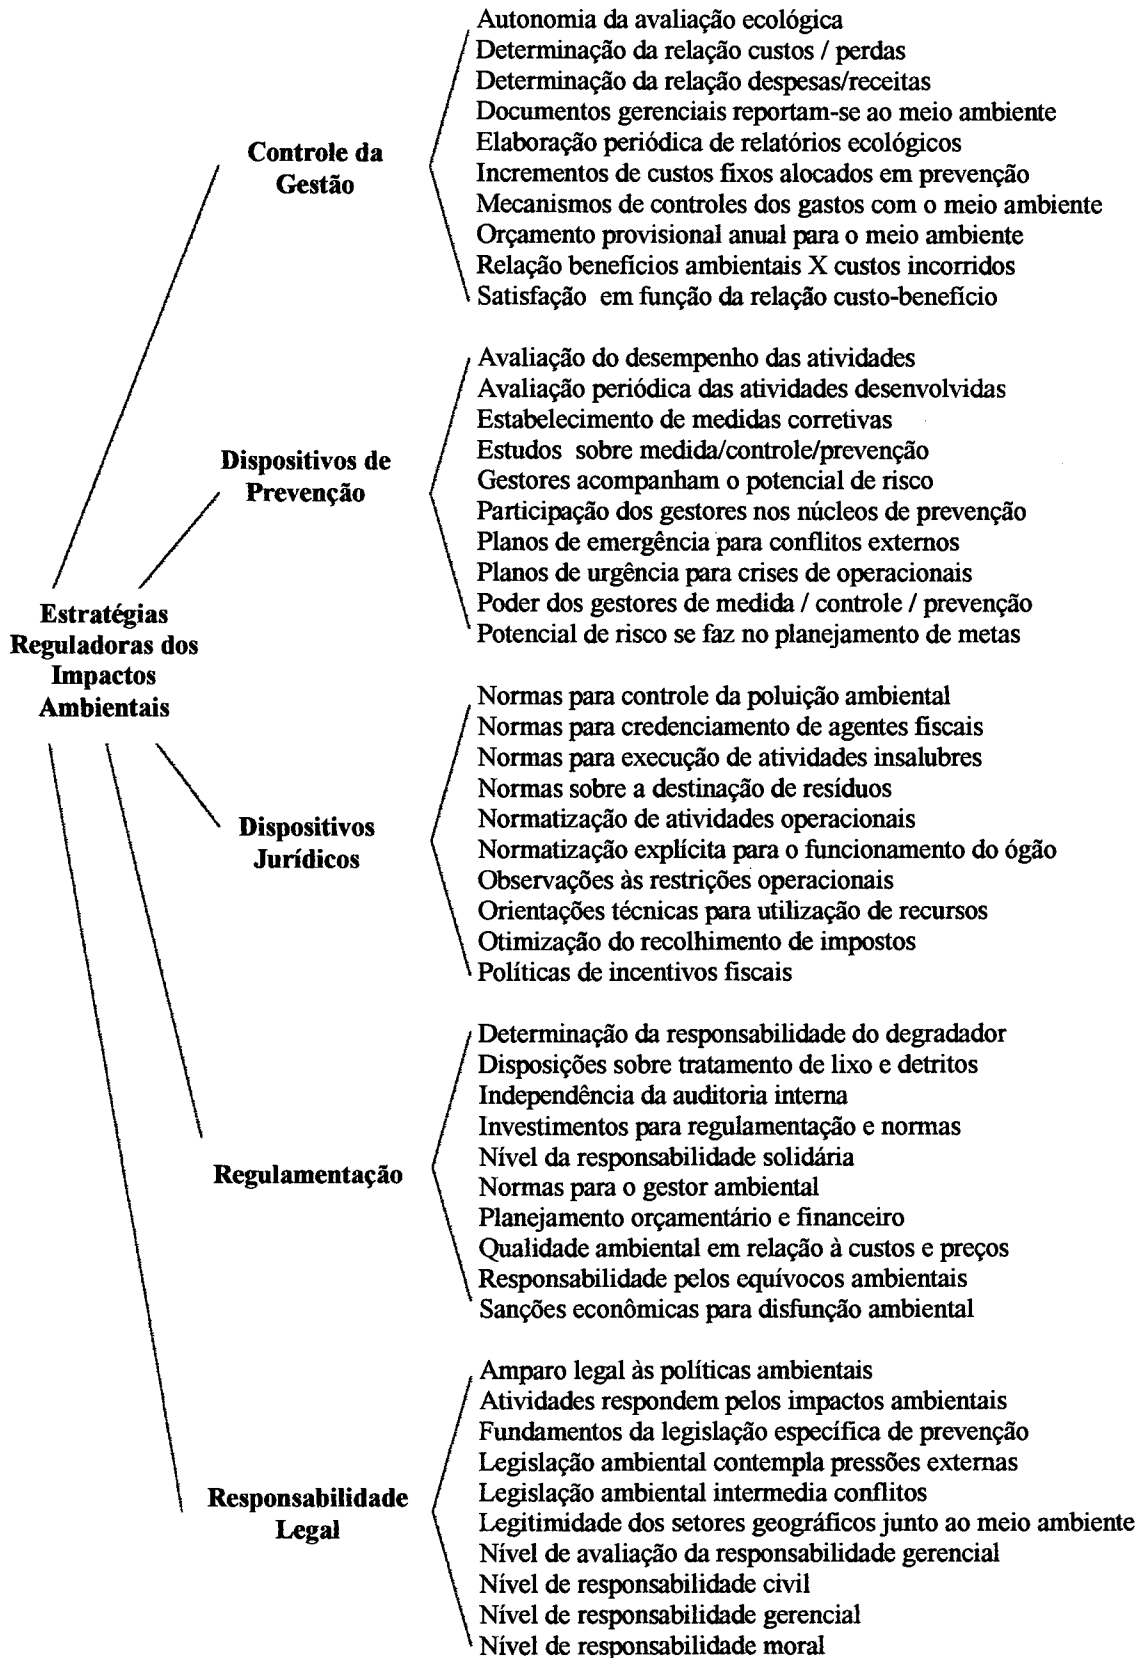 Autonomia da avaliação ecológica
Determinação da relação custos / perdas
Determinação da relação despesas/receitas
Documentos gerenciais reportam-se ao meio ambiente
Elaboração periódica de relatórios ecológicos
Incrementos de custos fixos alocados em prevenção
Mecanismos de controles dos gastos com o meio ambiente
Orçamento provisional anual para o meio ambiente
Relação benefícios ambientais X custos incorridos
Satisfação em função da relação custo-benefício
Controle da
Gestão
Avaliação do desempenho das atividades
Avaliação periódica das atividades desenvolvidas
Estabelecimento de medidas corretivas
Estudos sobre medida/controle/prevenção
Gestores acompanham o potencial de risco
Participação dos gestores nos núcleos de prevenção
Planos de emergência para conflitos externos
Planos de urgência para crises de operacionais
Poder dos gestores de medida / controle / prevenção
Potencial de risco se faz no planejamento de metas
Dispositivos de
Prevenção
Estratégias
Reguladoras dos
Impactos
Ambientais
Normas para controle da poluição ambiental
Normas para credenciamento de agentes fiscais
Normas para execução de atividades insalubres
Normas sobre a destinação de resíduos
Normatização de atividades operacionais
Normatização explícita para o funcionamento do ógão
Observações às restrições operacionais
Orientações técnicas para utilização de recursos
Otimização do recolhimento de impostos
Políticas de incentivos fiscais
Dispositivos
Jurídicos
Determinação da responsabilidade do degradador
Disposições sobre tratamento de lixo e detritos
Independência da auditoria interna
Investimentos para regulamentação e normas
Nível da responsabilidade solidária
Normas para o gestor ambiental
Planejamento orçamentário e financeiro
Qualidade ambiental em relação à custos e preços
Responsabilidade pelos equívocos ambientais
Sanções econômicas para disfunção ambiental
Regulamentação
Amparo legal às políticas ambientais
Atividades respondem pelos impactos ambientais
Fundamentos da legislação específica de prevenção
Legislação ambiental contempla pressões externas
Legislação ambiental intermedia conflitos
Legitimidade dos setores geográficos junto ao meio ambiente
Nível de avaliação da responsabilidade gerencial
Nível de responsabilidade civil
Nível de responsabilidade gerencial
Nível de responsabilidade moral
Responsabilidade
Legal